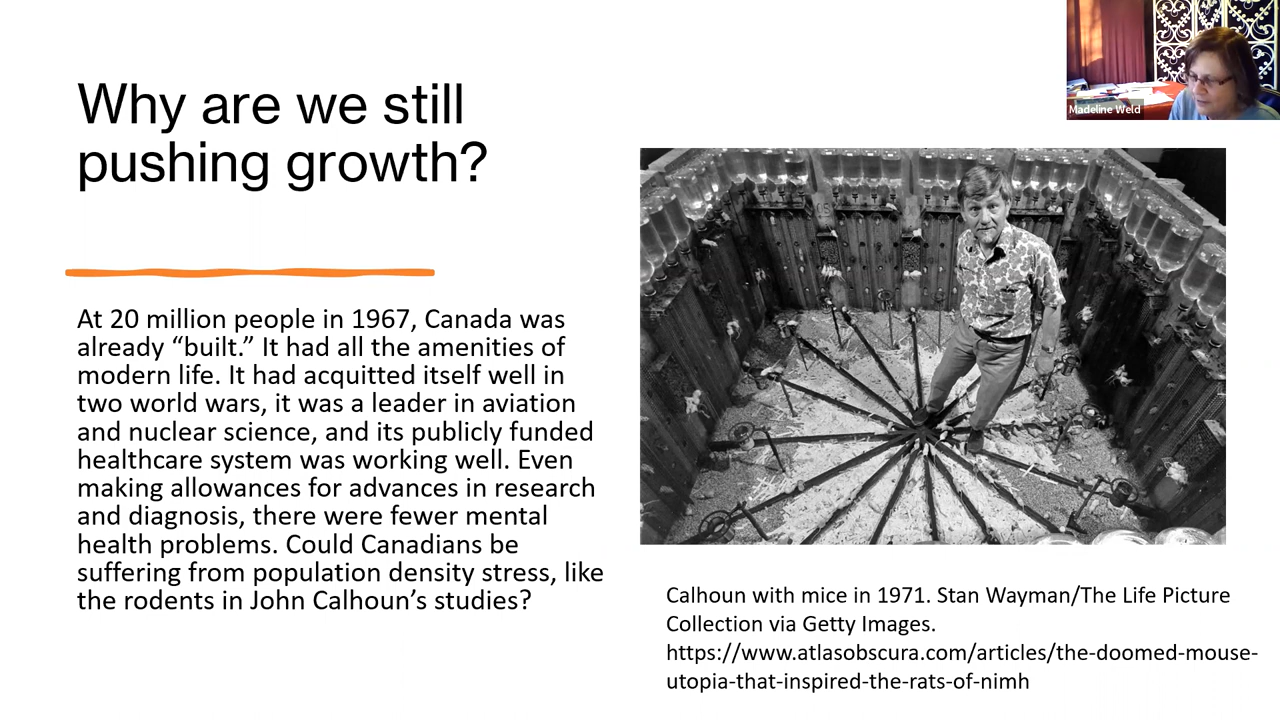 Why are we still
pushing growth?
Madeline Weld
At 20 million people in 1967, Canada was
already “built.” It had all the amenities of
modern life. It had acquitted itself well in
two world wars, it was a leader in aviation
and nuclear science, and its publicly funded
healthcare system was working well. Even
making allowances for advances in research
and diagnosis, there were fewer mental
health problems. Could Canadians be
suffering from population density stress, like
the rodents in John Calhoun’s studies?
Calhoun with mice in 1971. Stan Wayman/The Life Picture
Collection via Getty Images.
https://www.atlasobscura.com/articles/the-doomed-mouse-
utopia-that-inspired-the-rats-of-nimh